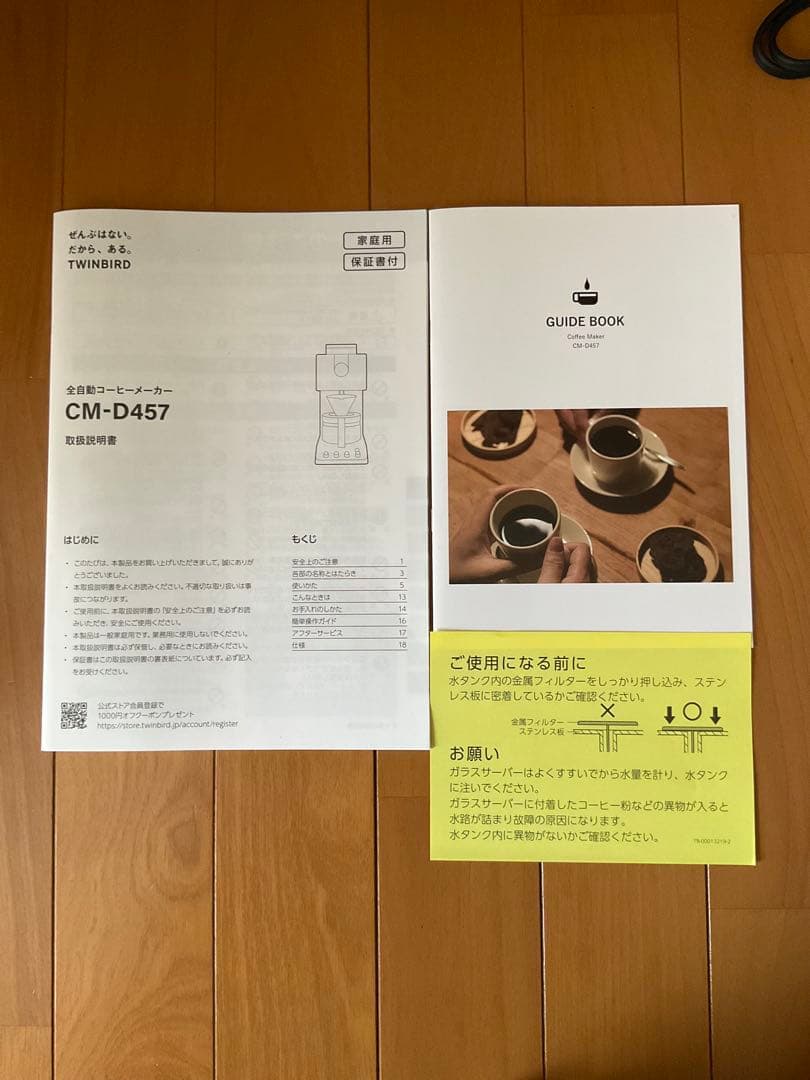 ぜんぶはない。
だから、ある。
TWINBIRD
家庭用
保証書付
全自動コーヒーメーカー
CM-D457
取扱説明書
はじめに
・ このたびは、本製品をお買い上げいただきまして、誠にありが
とうございました。
・ 本取扱説明書をよくお読みください。不適切な取り扱いは事
故につながります。
・ ご使用前に、本取扱説明書の「安全上のご注意」を必ずお読
みいただき、安全にご使用ください。
・ 本製品は一般家庭用です。業務用に使用しないでください。
・ 本取扱説明書は必ず保管し、必要なときにお読みください。
・ 保証書はこの取扱説明書の裏表紙についています。必ず記入
をお受けください。
もくじ
安全上のご注意 1
各部の名称とはたらき 3
使いかた 5
こんなときは 13
お手入れのしかた 14
簡単操作ガイド 16
アフターサービス 17
仕様 18
公式ストア会員登録で
1000円オフクーポンプレゼント
https://store.twinbird.jp/account/register
GUIDE BOOK
Coffee Maker
CM-D457
ご使用になる前に
水タンク内の金属フィルターをしっかり押し込み、ステン
レス板に密着しているかご確認ください。
金属フィルター
ステンレス板
お願い
ガラスサーバーはよくすすいでから水量を計り、水タンク
に注いでください。
ガラスサーバーに付着したコーヒー粉などの異物が入ると
水路が詰まり故障の原因になります。
水タンク内に異物がないかご確認ください。
79-00013219-2